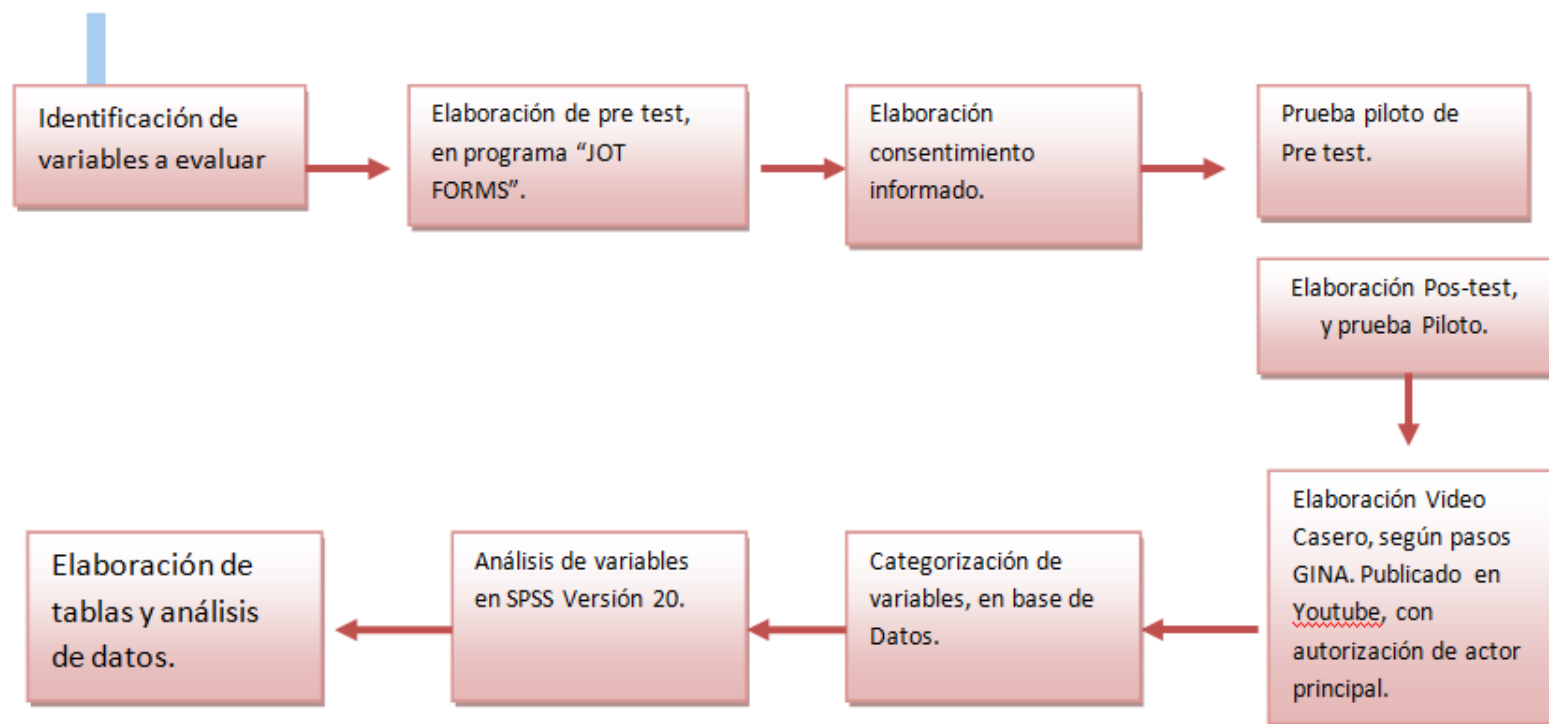 Identificación de
variables a evaluar
Elaboración de pre test,
en programa “JOT
FORMS”.
Elaboración
consentimiento
informado.
Prueba piloto de
Pre test.
Elaboración Pos-test,
y prueba Piloto.
Elaboración Video
Casero, según pasos
GINA. Publicado en
Youtube, con
autorización de actor
principal.
Categorización de
variables, en base de
Datos.
Análisis de variables
en SPSS Versión 20.
Elaboración de
tablas y análisis
de datos.